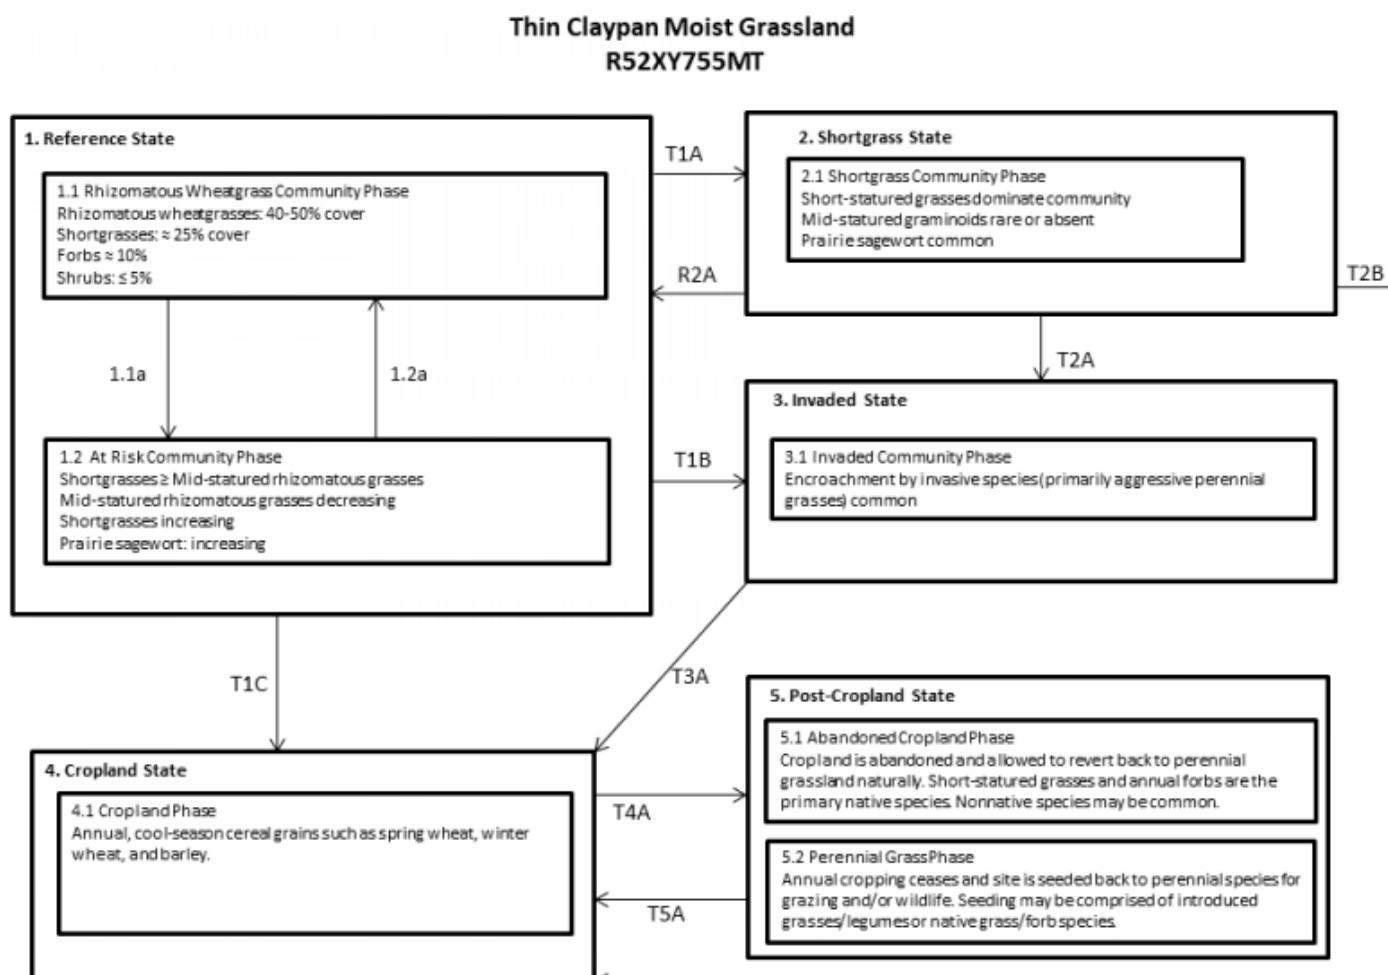 Thin Claypan Moist Grassland
R52XY755MT
1. Reference State
1.1 Rhizomatous Wheatgrass Community Phase
Rhizomatous wheatgrasses: 40-50% cover
Shortgrasses: ≈ 25% cover
Forbs ≈ 10%
Shrubs: ≤ 5%
1.1a
1.2a
1.2 At Risk Community Phase
Shortgrasses ≥ Mid-statured rhizomatous grasses
Mid-statured rhizomatous grasses decreasing
Shortgrasses increasing
Prairie sagewort: increasing
T1A
R2A
T1B
2. Shortgrass State
2.1 Shortgrass Community Phase
Short-statured grasses dominate community
Mid-statured graminoids rare or absent
Prairie sagewort common
T2B
T2A
3. Invaded State
3.1 Invaded Community Phase
Encroachment by invasive species (primarily aggressive perennial
grasses) common
T1C
T3A
4. Cropland State
4.1 Cropland Phase
Annual, cool-season cereal grains such as spring wheat, winter
wheat, and barley.
T4A
T5A
5. Post-Cropland State
5.1 Abandoned Cropland Phase
Cropland is abandoned and allowed to revert back to perennial
grassland naturally. Short-statured grasses and annual forbs are the
primary native species. Nonnative species may be common.
5.2 Perennial Grass Phase
Annual cropping ceases and site is seeded back to perennial species for
grazing and/or wildlife. Seeding may be comprised of introduced
grasses/legumes or native grass/forb species.